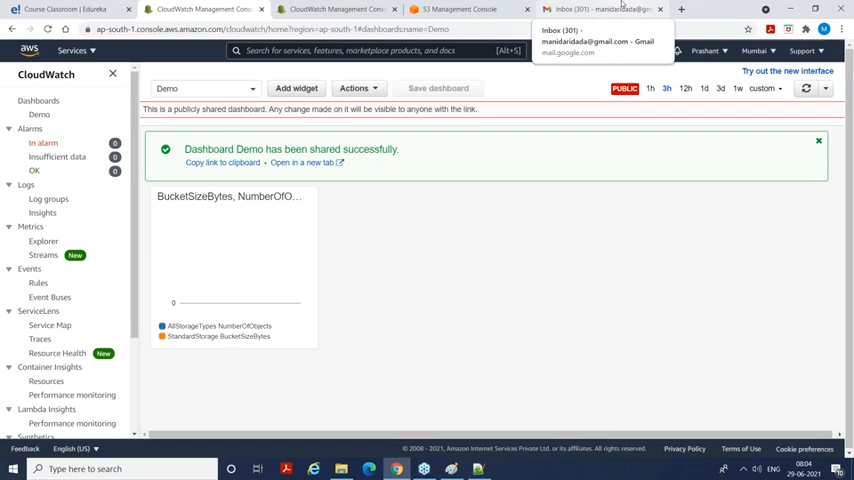 Course Classroom | Edureka
CloudWatch Management Conso
CloudWatch Management Conso
S3 Management Console
Inbox (301) - manidaridada@gm
ap-south-1.console.aws.amazon.com/cloudwatch/home?region=ap-south-1#dashboards:name=Demo
M
Inbox (301) -
manidaridada@gmail.com - Gmail
mail.google.com
aws
Services
Search for services, features, marketplace products, and docs
[Alt+S]
Prashant
Mumbai
Support
CloudWatch
Try out the new interface
Dashboards
Demo
Alarms
In alarm 0
Insufficient data 0
OK 0
Logs
Log groups
Insights
Metrics
Explorer
Streams New
Events
Rules
Event Buses
ServiceLens
Service Map
Traces
Resource Health New
Container Insights
Resources
Performance monitoring
Lambda Insights
Performance monitoring
Synthetics
Demo
Add widget
Actions
Save dashboard
PUBLIC 1h 3h 12h 1d 3d 1w custom
This is a publicly shared dashboard. Any change made on it will be visible to anyone with the link.
Dashboard Demo has been shared successfully.
Copy link to clipboard • Open in a new tab
BucketSizeBytes, NumberOfO...
0
AllStorageTypes NumberOfObjects
StandardStorage BucketSizeBytes
Feedback
English (US)
© 2008 - 2021, Amazon Internet Services Private Ltd. or its affiliates. All rights reserved.
Privacy Policy
Terms of Use
Cookie preferences
Type here to search
ENG
08:04
29-06-2021